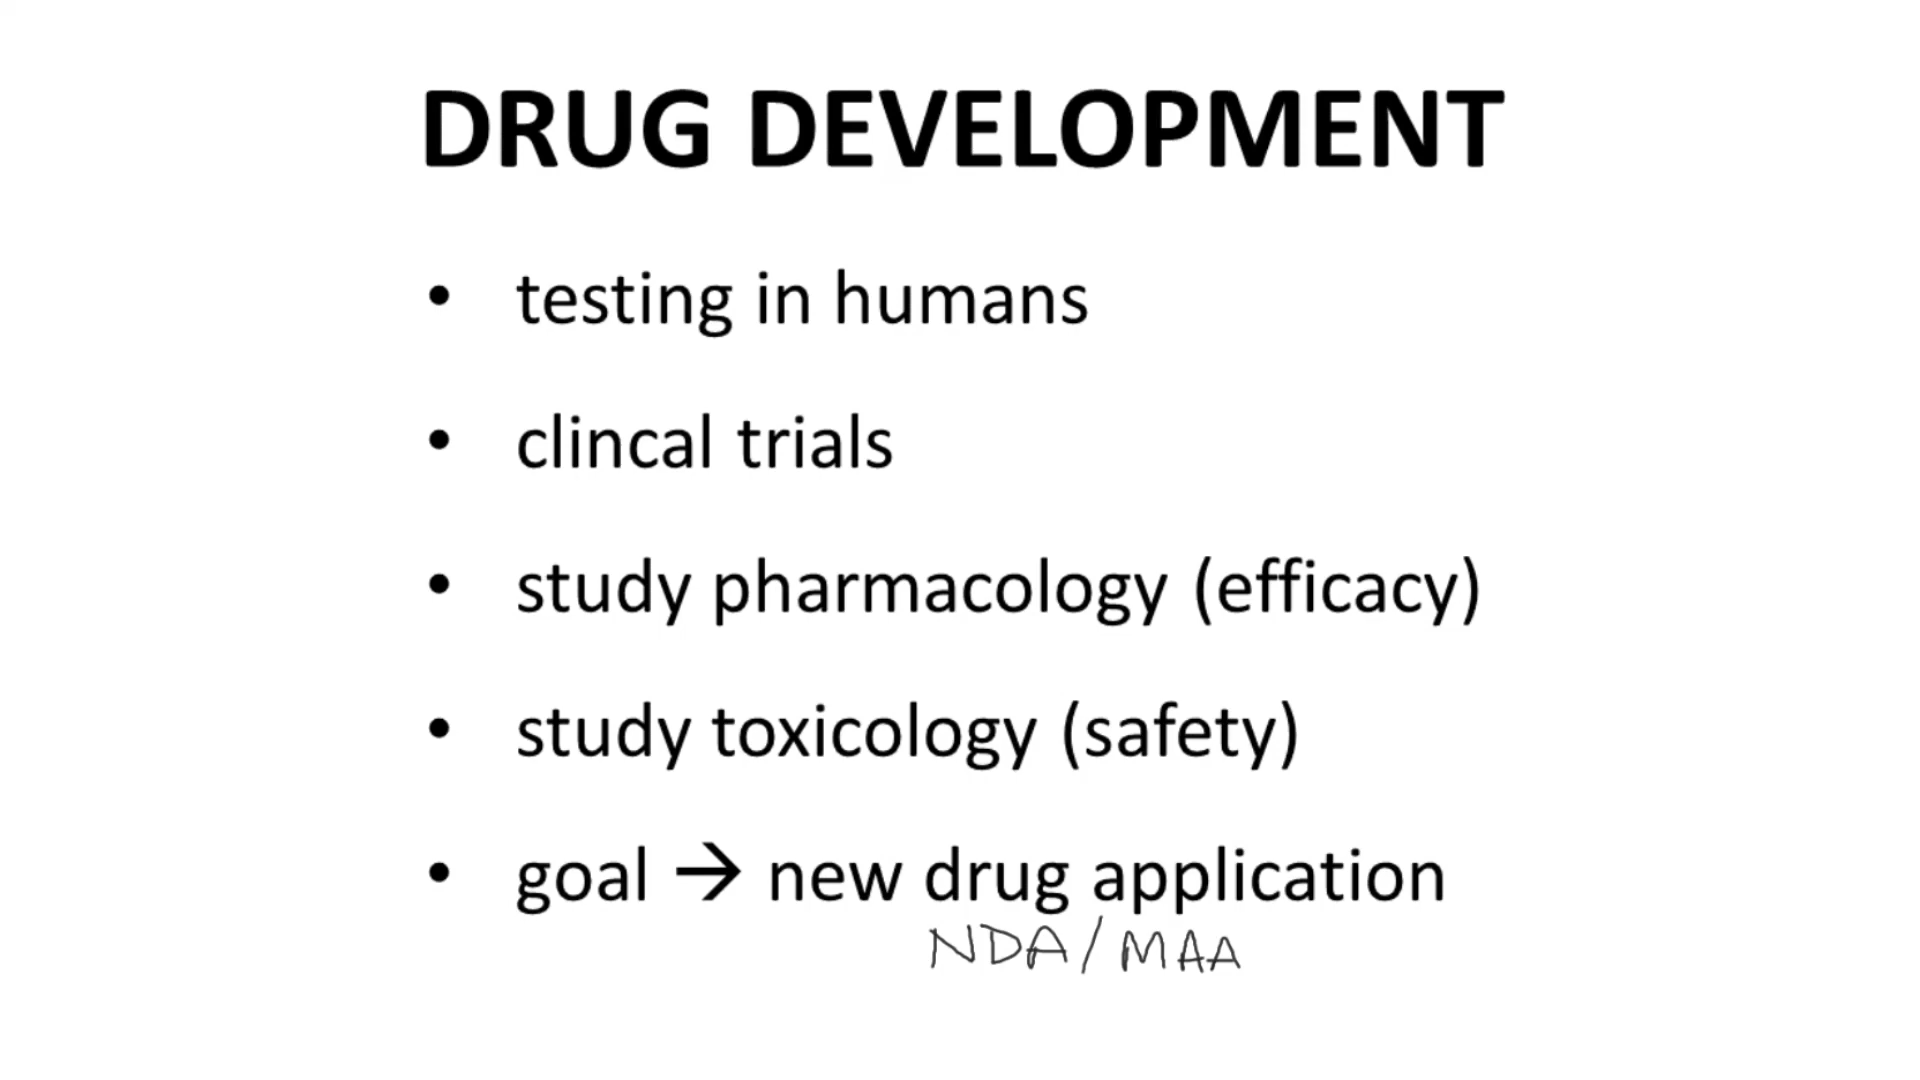 DRUG DEVELOPMENT
• testing in humans
• clincal trials
• study pharmacology (efficacy)
• study toxicology (safety)
• goal → new drug application
NDA/MAA